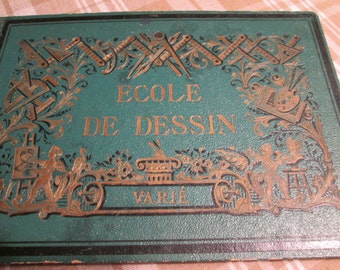 ECOLE
DE DESSIN
VARIÉ